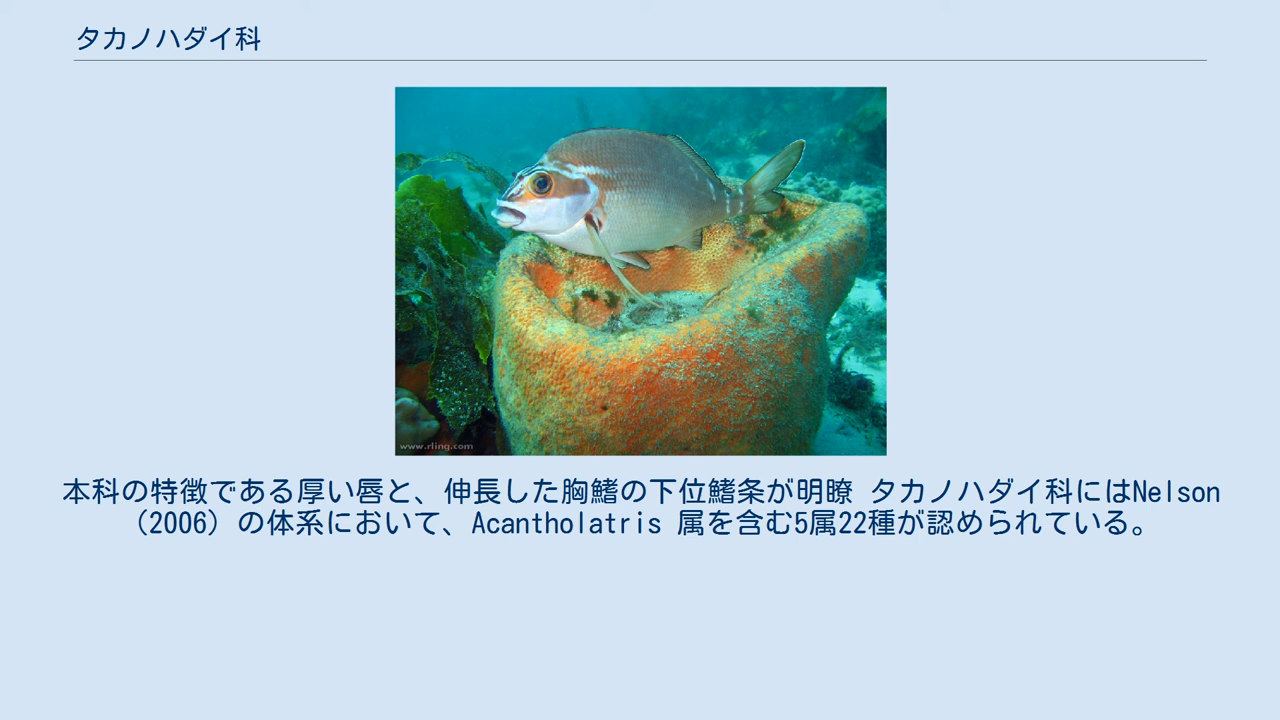 タカノハダイ科
www.rling.com
本科の特徴である厚い唇と、伸長した胸鰭の下位鰭条が明瞭 タカノハダイ科にはNelson
（2006）の体系において、Acantholatris 属を含む5属22種が認められている。